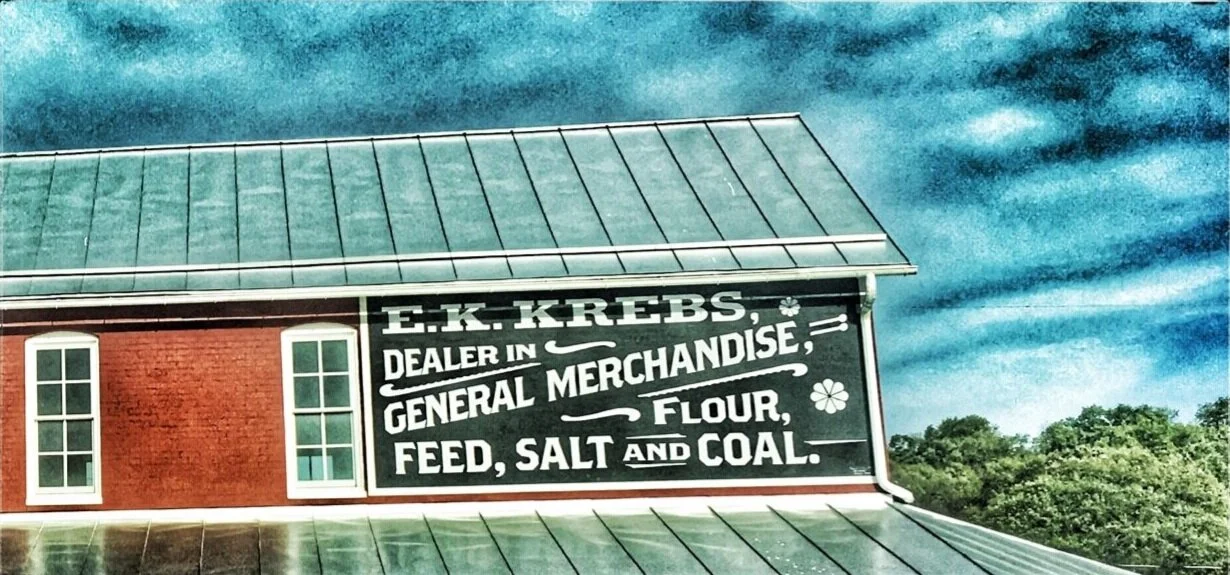 E.K. KREBS,
DEALER IN
GENERAL MERCHANDISE,
FLOUR,
FEED, SALT AND COAL.